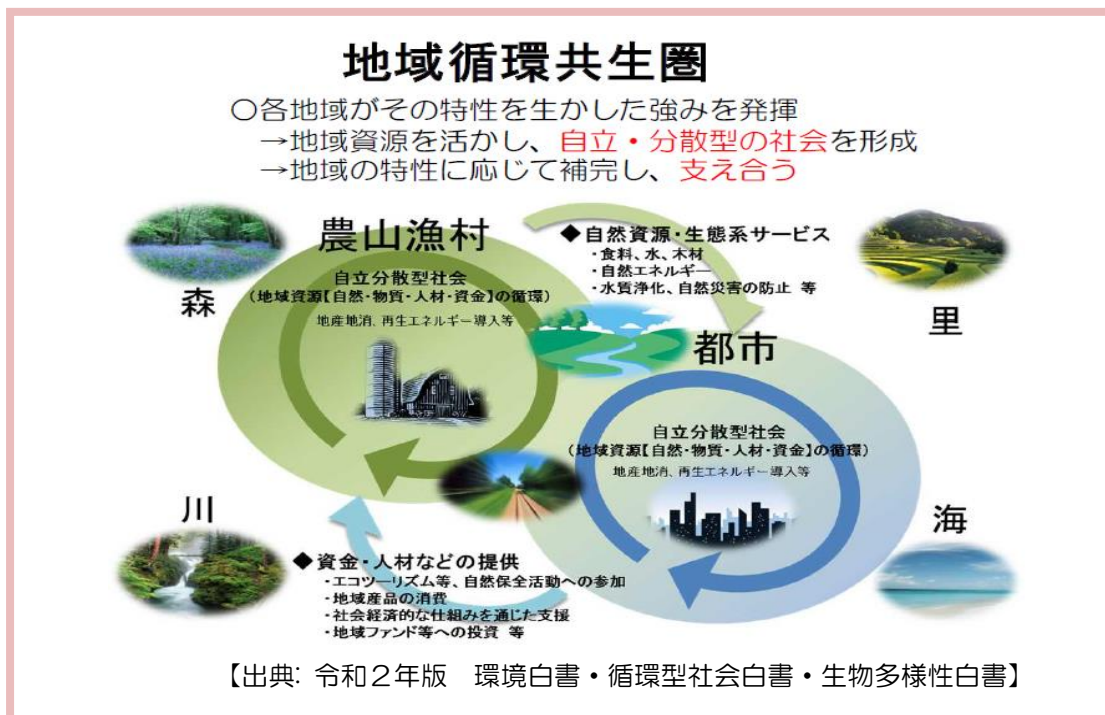 地域循環共生圏
〇各地域がその特性を生かした強みを発揮
→地域資源を活かし、自立・分散型の社会を形成
→地域の特性に応じて補完し、支え合う
農山漁村
自立分散型社会
(地域資源【自然・物質・人材・資金】の循環)
地産地消、再生エネルギー導入等
◆自然資源・生態系サービス
・食料、水、木材
・自然エネルギー
・水質浄化、自然災害の防止 等
森
里
都市
自立分散型社会
(地域資源【自然・物質・人材・資金】の循環)
地産地消、再生エネルギー導入等
川
海
◆資金・人材などの提供
・エコツーリズム等、自然保全活動への参加
・地域産品の消費
・社会経済的な仕組みを通じた支援
・地域ファンド等への投資 等
【出典: 令和２年版　環境白書・循環型社会白書・生物多様性白書】